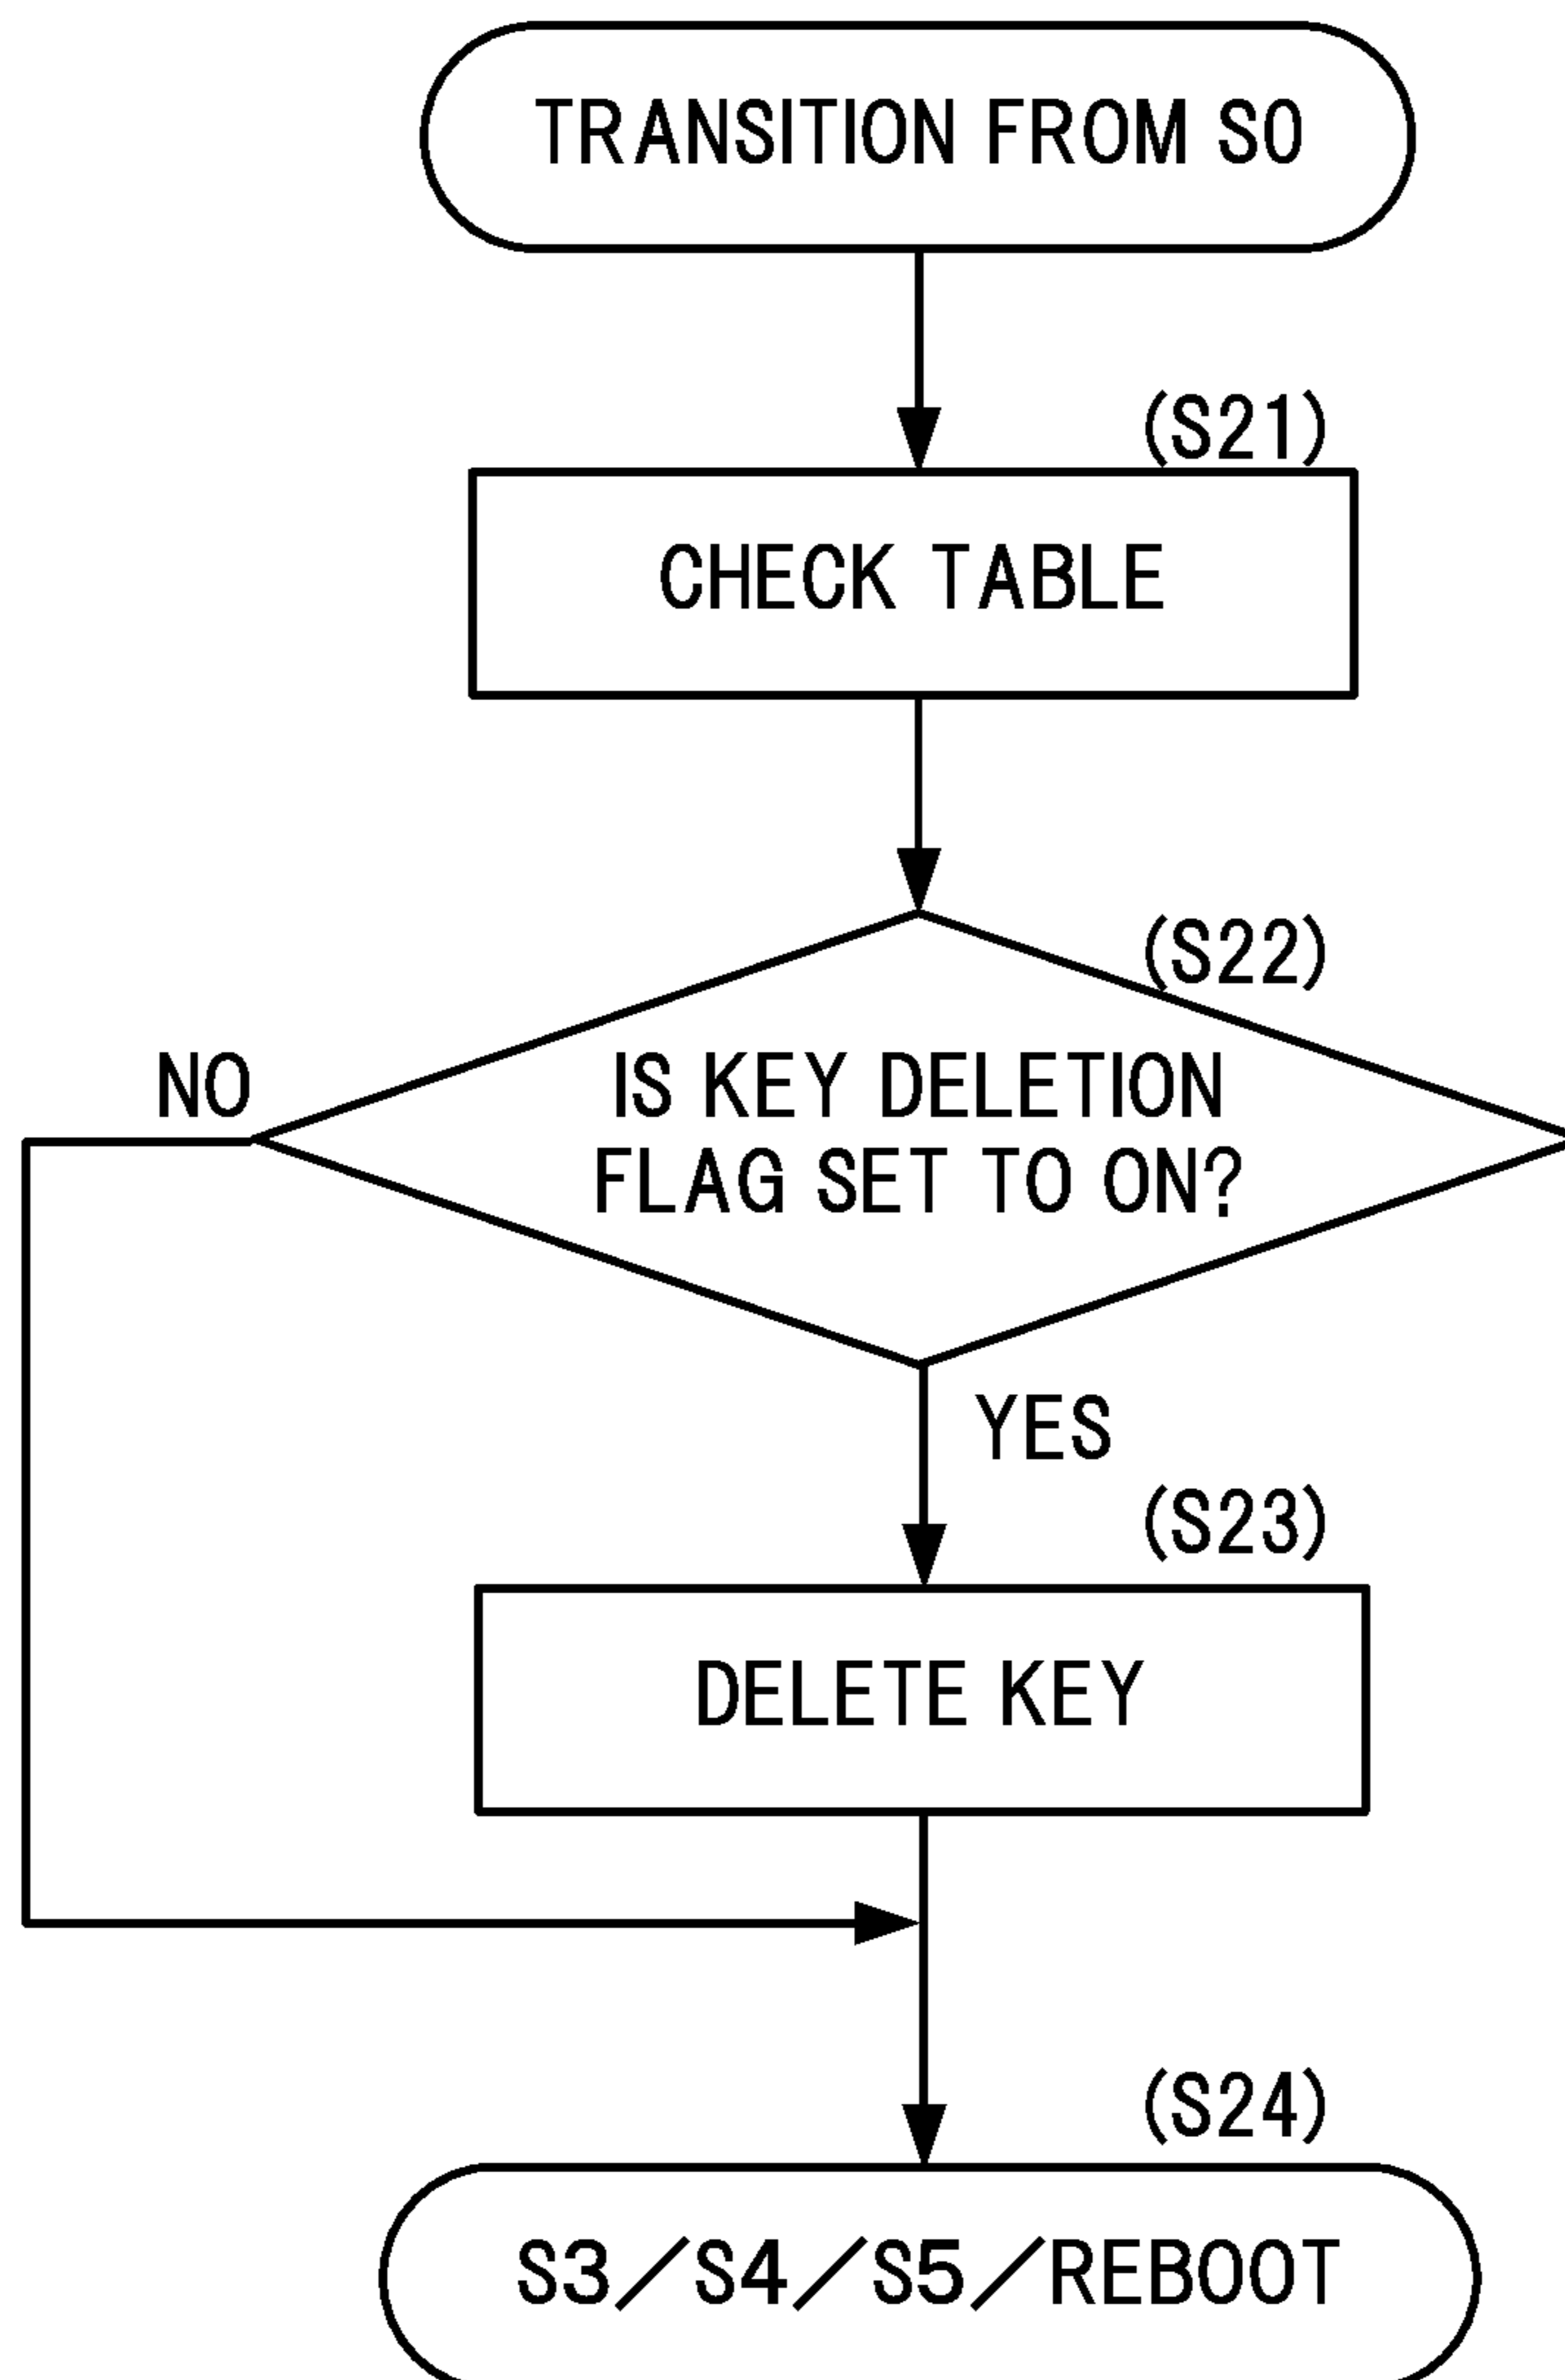 TRANSITION FROM S0
(S21)
CHECK TABLE
(S22)
NO
IS KEY DELETION
FLAG SET TO ON?
YES
(S23)
DELETE KEY
(S24)
S3/S4/S5/REBOOT